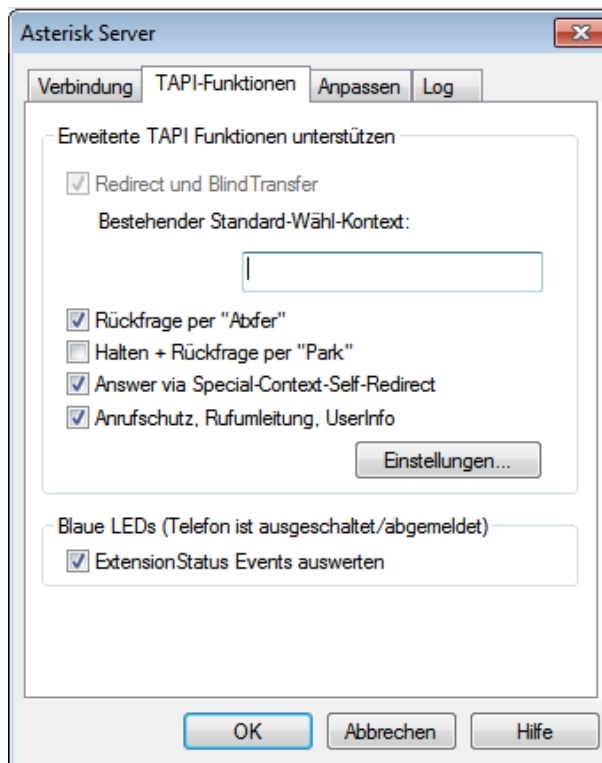 Asterisk Server
Verbindung TAPI-Funktionen Anpassen Log
Erweiterte TAPI Funktionen unterstützen
Redirect und BlindTransfer
Bestehender Standard-Wähl-Kontext:
Rückfrage per "Atxfer"
Halten + Rückfrage per "Park"
Answer via Special-Context-Self-Redirect
Anrufschutz, Rufumleitung, UserInfo
Einstellungen...
Blaue LEDs (Telefon ist ausgeschaltet/abgemeldet)
ExtensionStatus Events auswerten
OK Abbrechen Hilfe